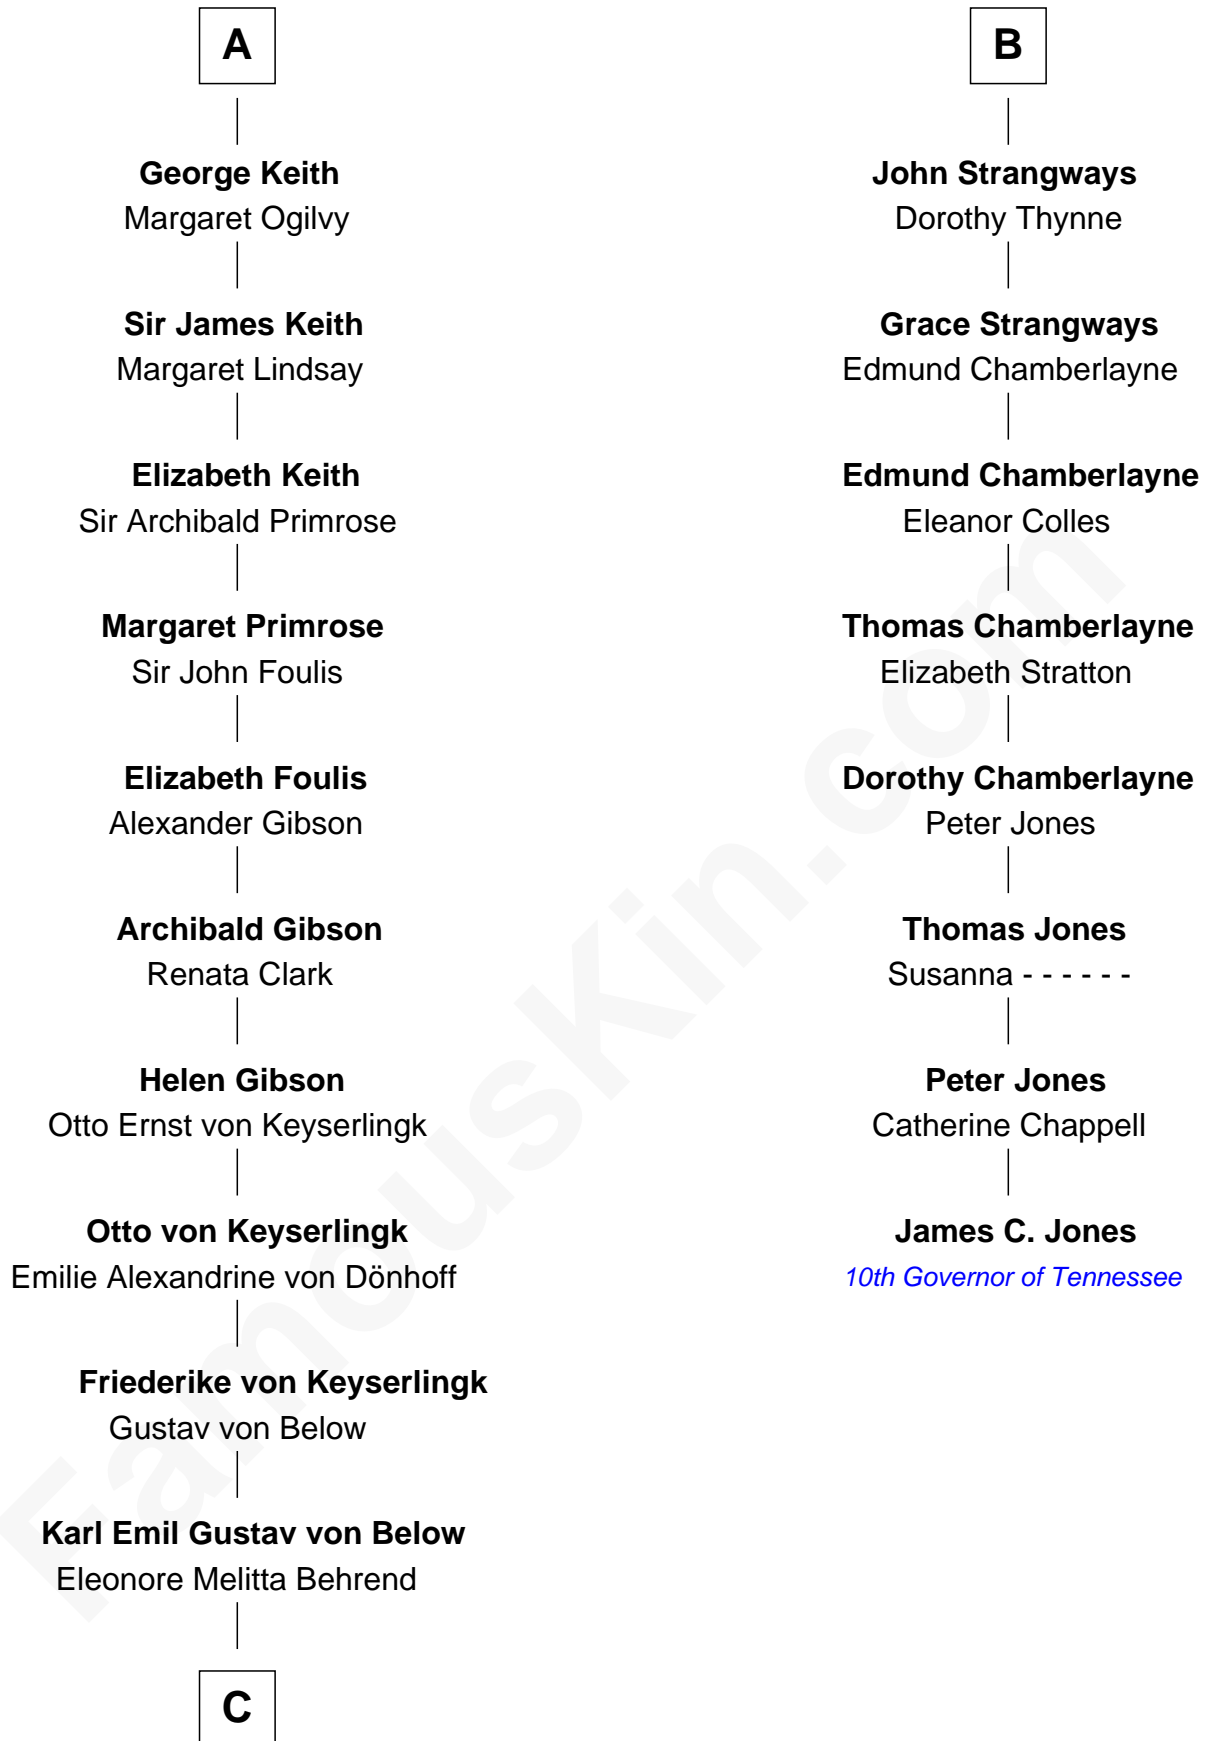 A
George Keith
Margaret Ogilvy
Sir James Keith
Margaret Lindsay
Elizabeth Keith
Sir Archibald Primrose
Margaret Primrose
Sir John Foulis
Elizabeth Foulis
Alexander Gibson
Archibald Gibson
Renata Clark
Helen Gibson
Otto Ernst von Keyserlingk
Otto von Keyserlingk
Emilie Alexandrine von Dönhoff
Friederike von Keyserlingk
Gustav von Below
Karl Emil Gustav von Below
Eleonore Melitta Behrend
C
B
John Strangways
Dorothy Thynne
Grace Strangways
Edmund Chamberlayne
Edmund Chamberlayne
Eleanor Colles
Thomas Chamberlayne
Elizabeth Stratton
Dorothy Chamberlayne
Peter Jones
Thomas Jones
Susanna - - - - - -
Peter Jones
Catherine Chappell
James C. Jones
10th Governor of Tennessee
FamousKin.com